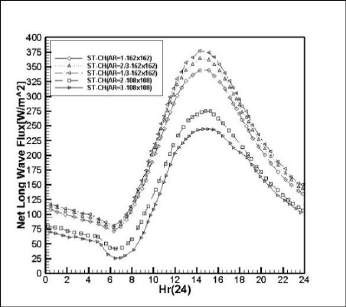 400
375
350
325
300
275
250
225
200
175
150
125
100
75
50
25
0
Net Long Wave Flux[W/m^2]
ST-CH(AR=1-162x162)
ST-CH(AR=2/3-162x162)
ST-CH(AR=1/3-162x162)
ST-CH(AR=2-108x108)
ST-CH(AR=3-108x108)
0 2 4 6 8 10 12 14 16 18 20 22 24
Hr(24)